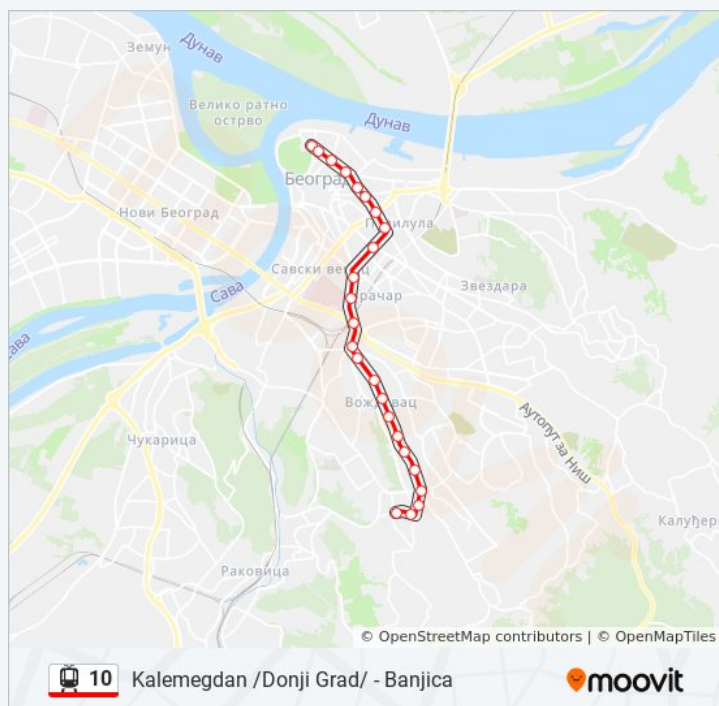 Земун
Дунав
Велико ратно
острво
Дунав
Београд
Нови Београд
Палилула
Савски венац
Сава
Врачар
Звездара
Сава
Вождовац
Аутопут за Ниш
Чукарица
Калуђери
Раковица
© OpenStreetMap contributors | © OpenMapTiles
10 Kalemegdan /Donji Grad/ - Banjica
moovit